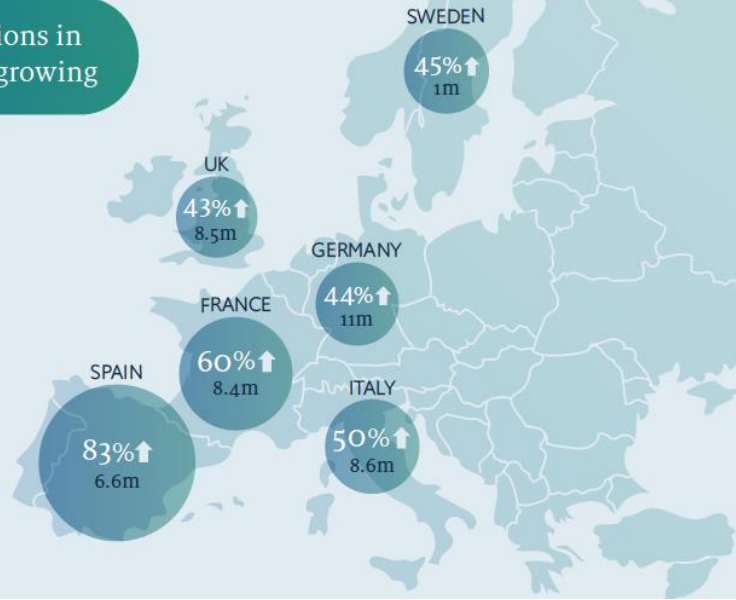 ions in
growing
SWEDEN
45%
1m
UK
43%
8.5m
GERMANY
44%
11m
FRANCE
60%
8.4m
SPAIN
83%
6.6m
ITALY
50%
8.6m